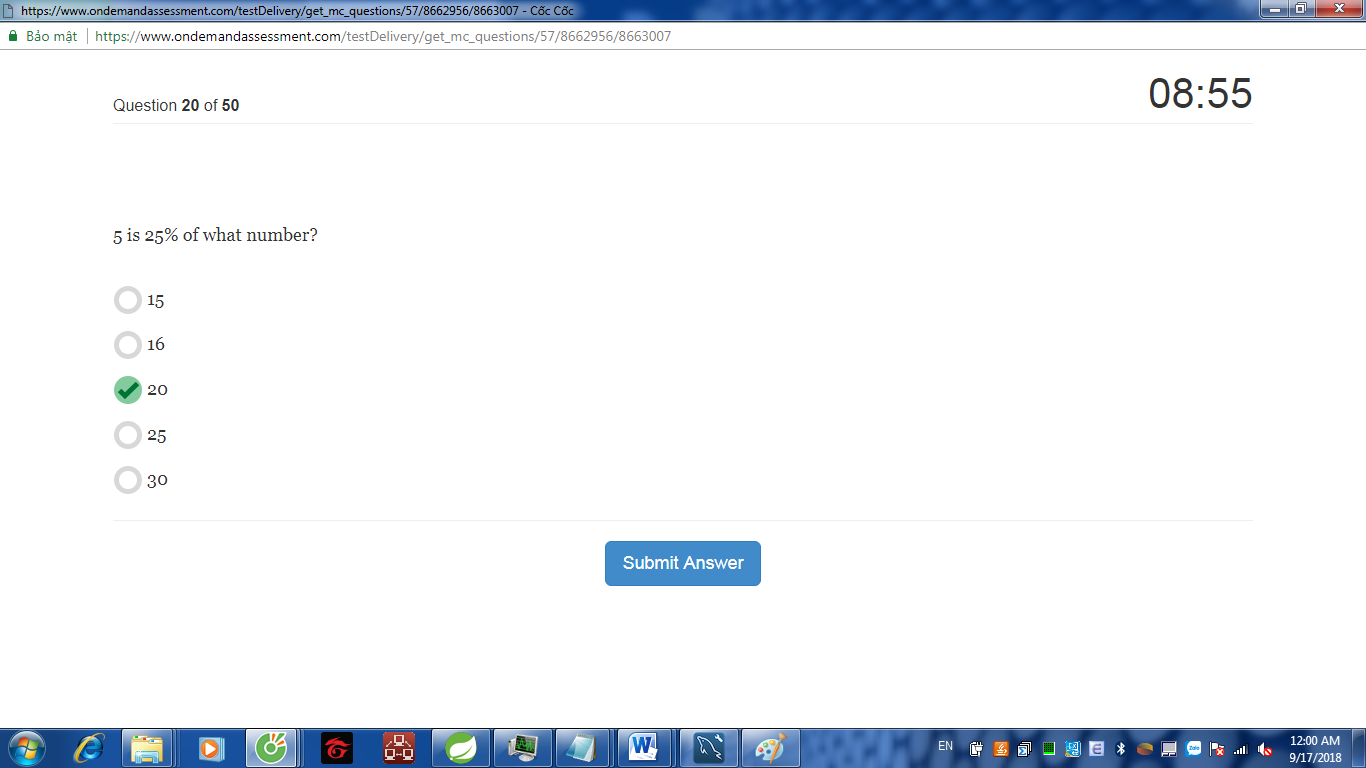 https://www.ondemandassessment.com/testDelivery/get_mc_questions/57/8662956/8663007 - Cốc Cốc
Bảo mật https://www.ondemandassessment.com/testDelivery/get_mc_questions/57/8662956/8663007
Question 20 of 50
08:55
5 is 25% of what number?
15
16
20
25
30
Submit Answer
EN
12:00 AM
9/17/2018